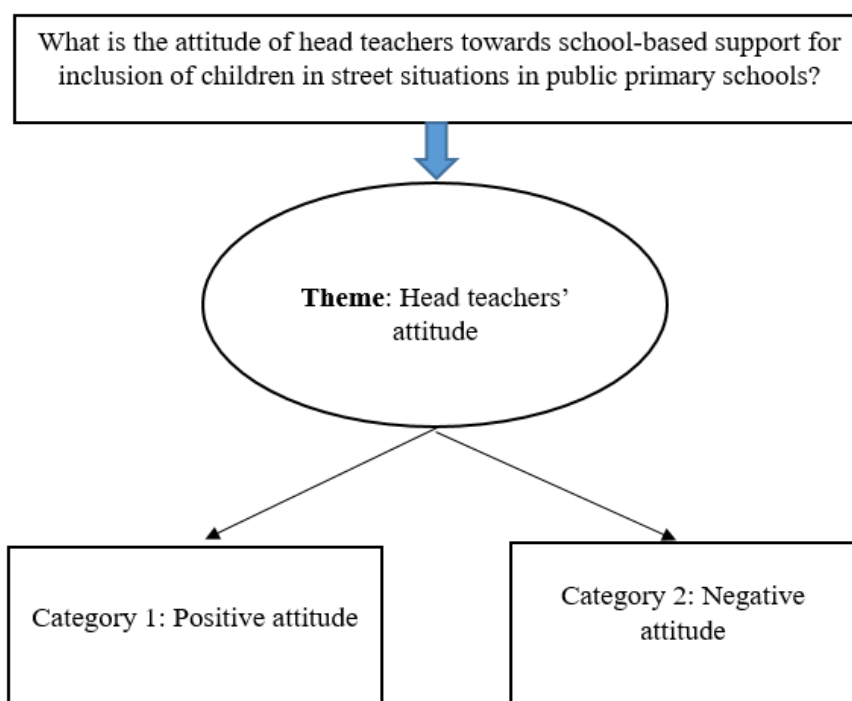 What is the attitude of head teachers towards school-based support for
inclusion of children in street situations in public primary schools?
Theme: Head teachers’
attitude
Category 1: Positive attitude
Category 2: Negative
attitude